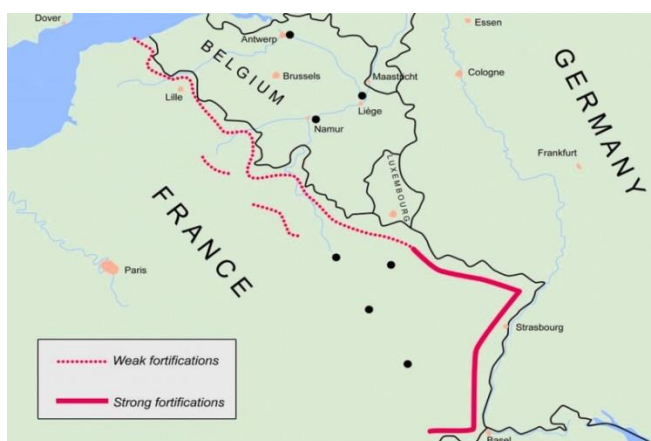 Dover
Essen
Antwerp
BELGIUM
Brussels
Maastricht
Cologne
GERMANY
Lille
Liège
Namur
Frankfurt
LUXEMBOURG
FRANCE
Paris
Strasbourg
Weak fortifications
Strong fortifications
Basel